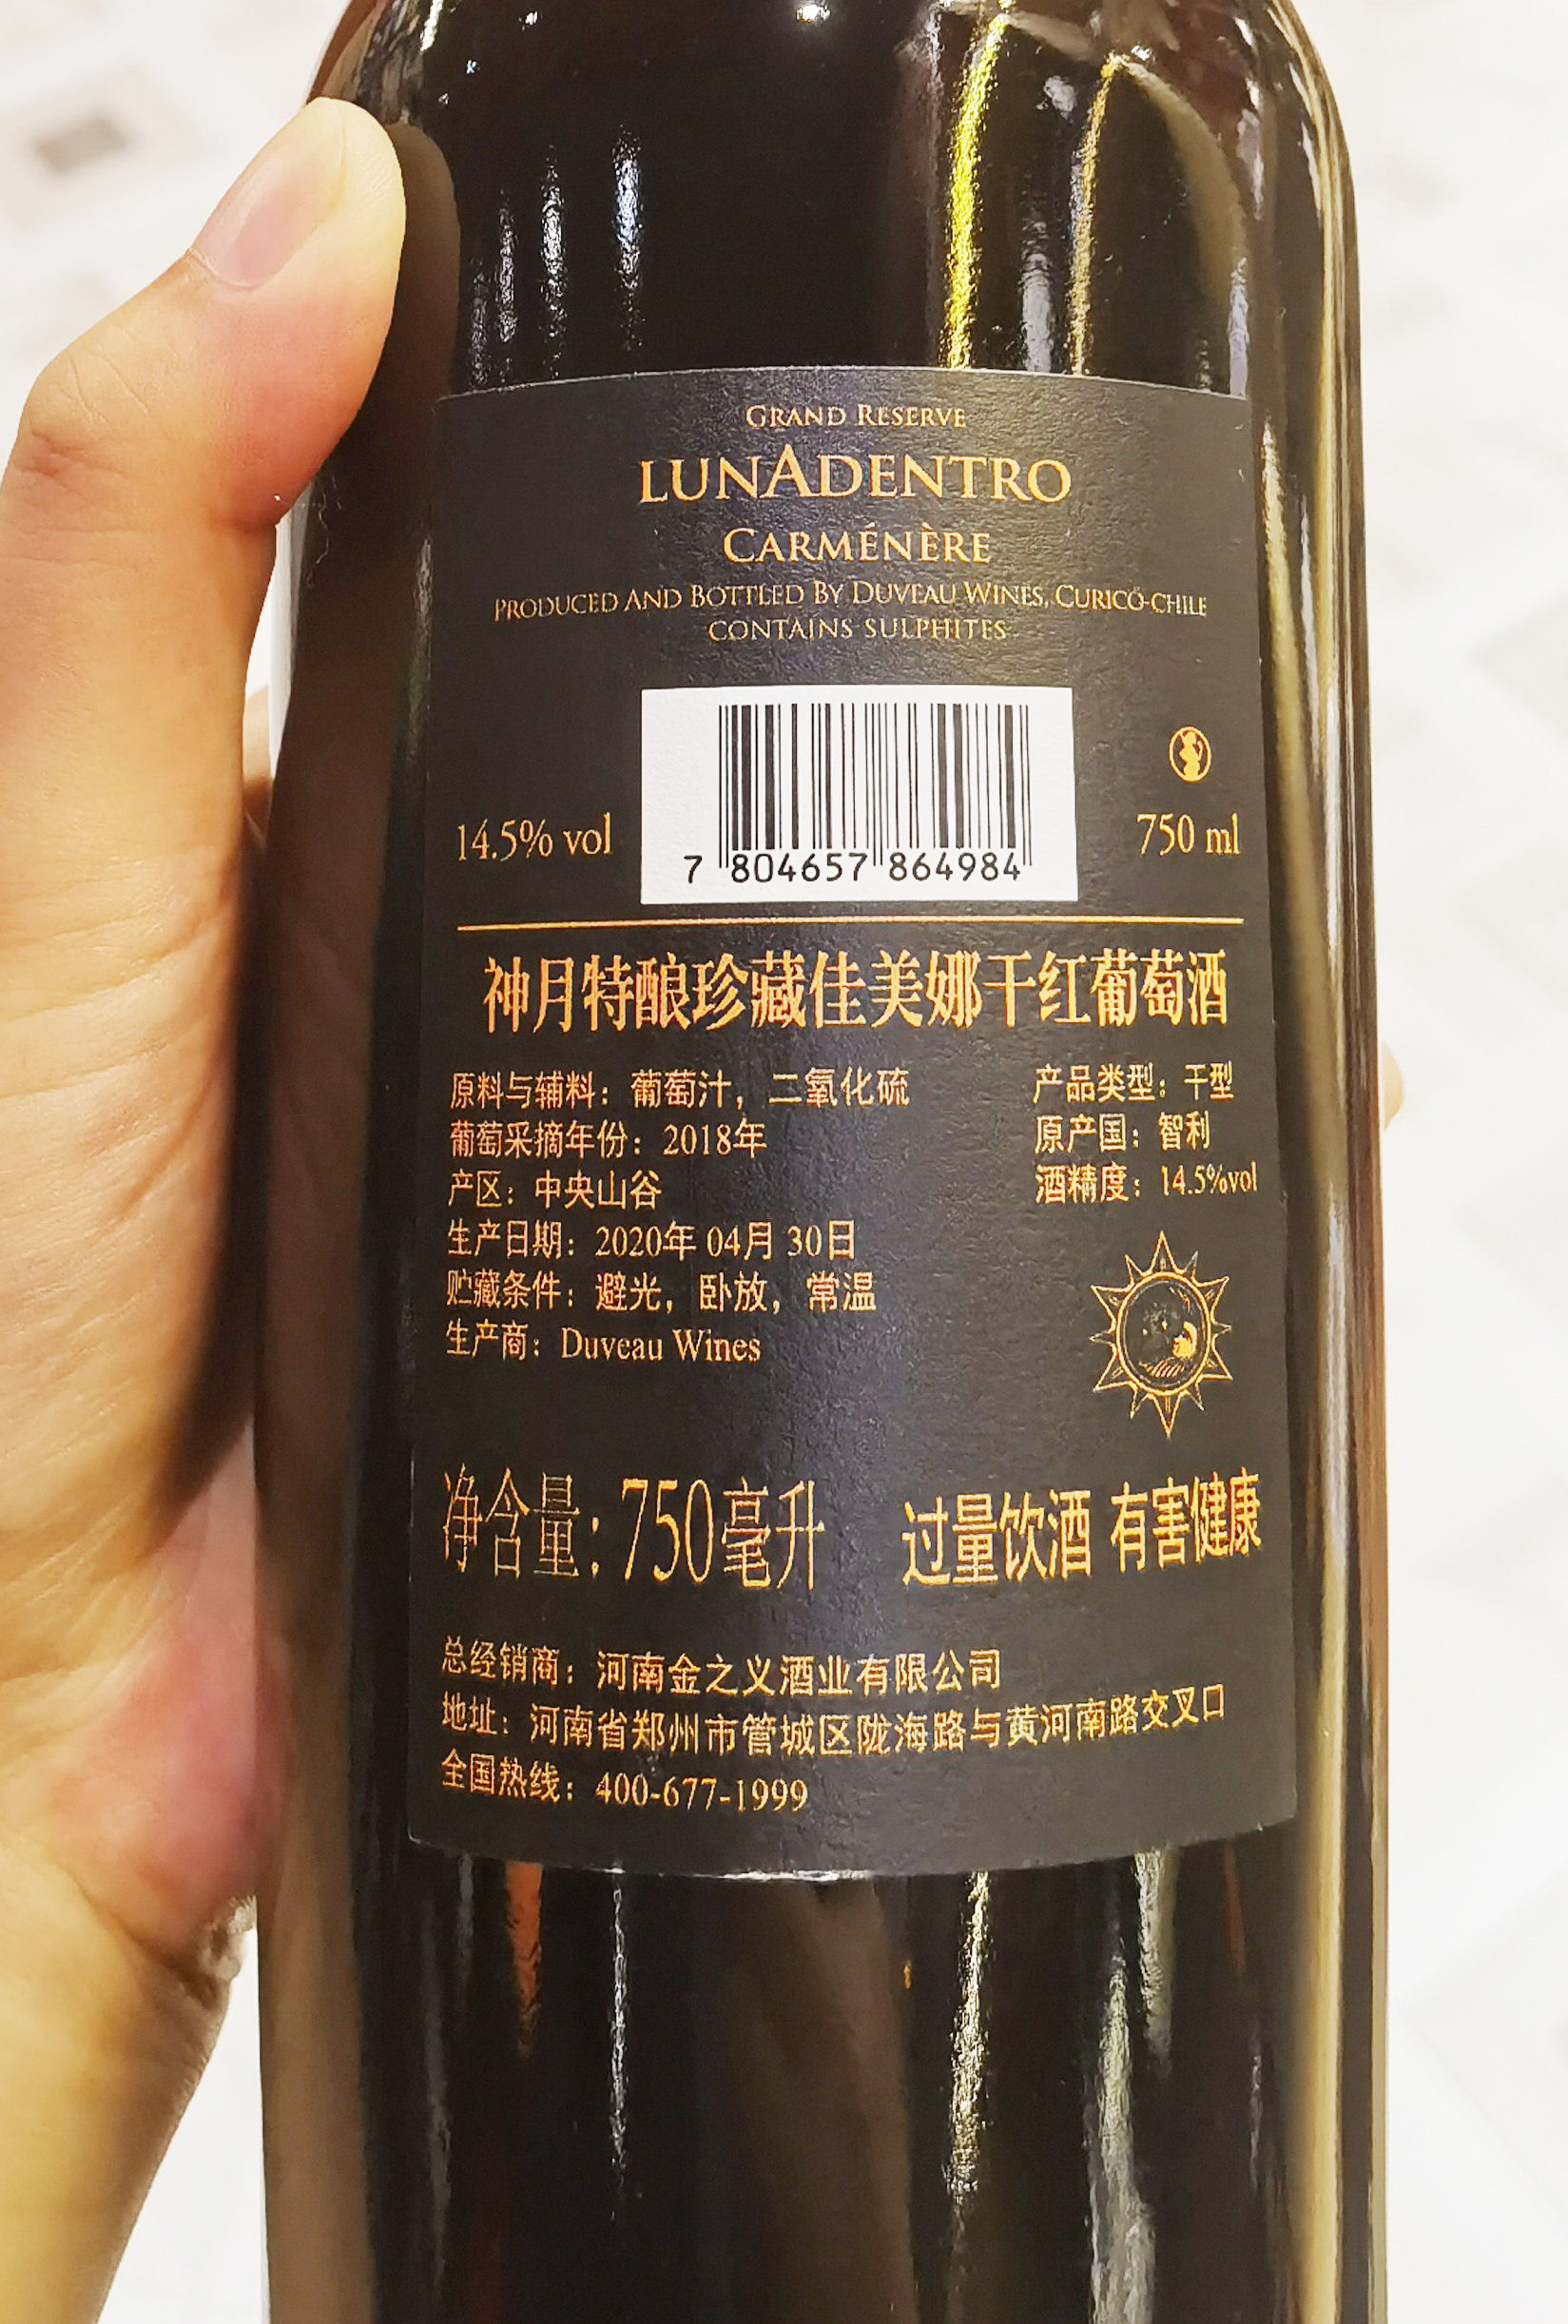 GRAND RESERVE
LUNADENTRO
CARMÉNÈRE
PRODUCED AND BOTTLED BY DUVEAU WINES, CURICÓ-CHILE
CONTAINS SULPHITES
14.5% vol
7 804657 864984
750 ml
神月特酿珍藏佳美娜干红葡萄酒
原料与辅料：葡萄汁，二氧化硫
葡萄采摘年份：2018年
产区：中央山谷
生产日期：2020年 04月 30日
贮藏条件：避光，卧放，常温
生产商：Duveau Wines
产品类型：干型
原产国：智利
酒精度：14.5%vol
净含量：750毫升
过量饮酒 有害健康
总经销商：河南金之义酒业有限公司
地址：河南省郑州市管城区陇海路与黄河南路交叉口
全国热线：400-677-1999